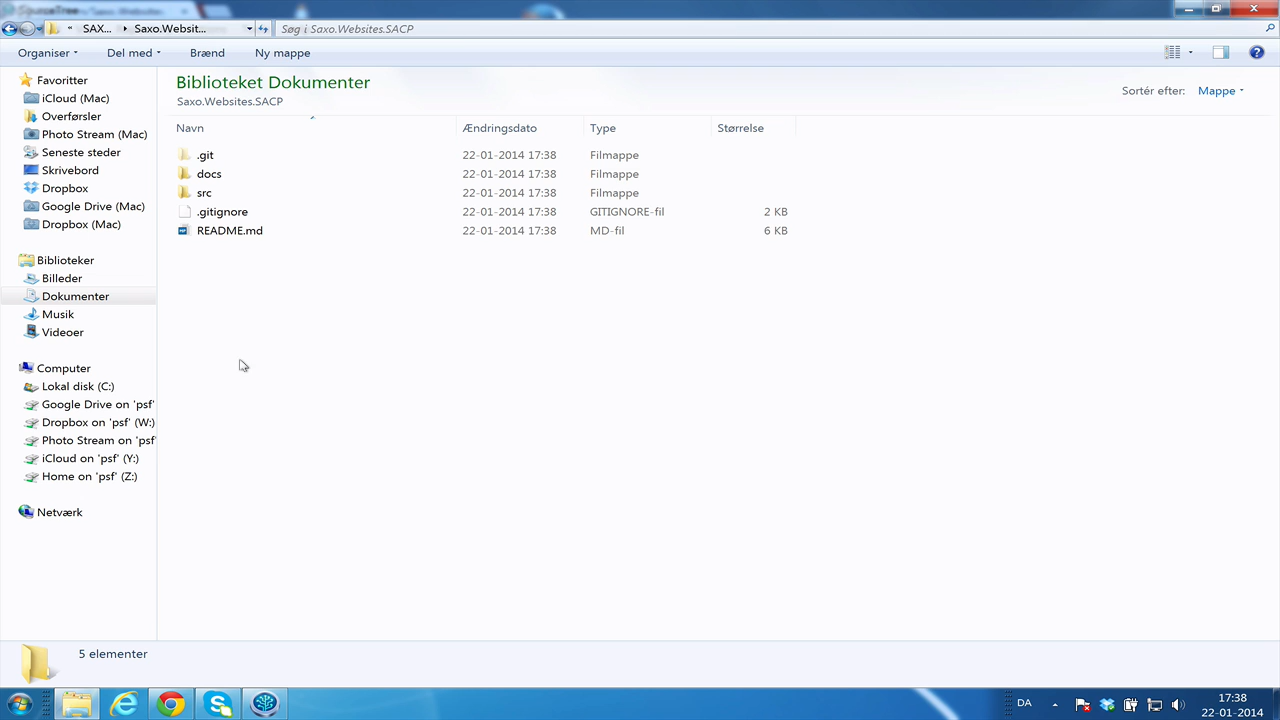 « SAX... Saxo.Websit... Søg i Saxo.Websites.SACP
Organiser Del med Brænd Ny mappe
Favoritter
iCloud (Mac)
Overførsler
Photo Stream (Mac)
Seneste steder
Skrivebord
Dropbox
Google Drive (Mac)
Dropbox (Mac)
Biblioteker
Billeder
Dokumenter
Musik
Videoer
Computer
Lokal disk (C:)
Google Drive on 'psf'
Dropbox on 'psf' (W:)
Photo Stream on 'psf'
iCloud on 'psf' (Y:)
Home on 'psf' (Z:)
Netværk
Biblioteket Dokumenter
Saxo.Websites.SACP
Sortér efter: Mappe
Navn Ændringsdato Type Størrelse
.git 22-01-2014 17:38 Filmappe
docs 22-01-2014 17:38 Filmappe
src 22-01-2014 17:38 Filmappe
.gitignore 22-01-2014 17:38 GITIGNORE-fil 2 KB
README.md 22-01-2014 17:38 MD-fil 6 KB
5 elementer
DA
17:38
22-01-2014